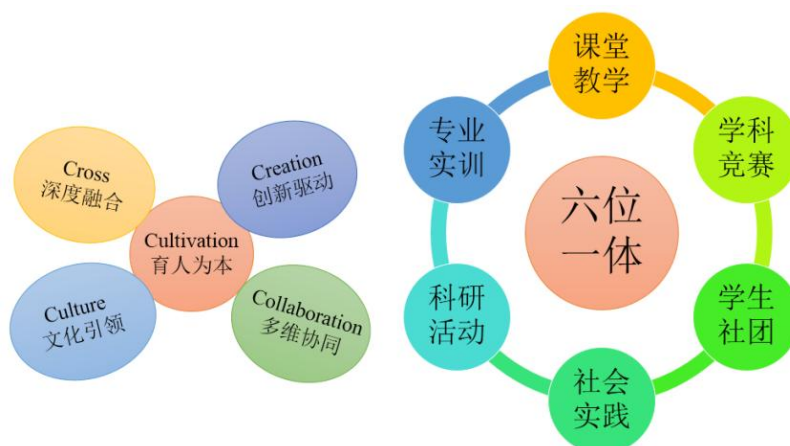 Cross
深度融合
Creation
创新驱动
Cultivation
育人为本
Culture
文化引领
Collaboration
多维协同
课堂
教学
学科
竞赛
学生
社团
社会
实践
科研
活动
专业
实训
六位
一体